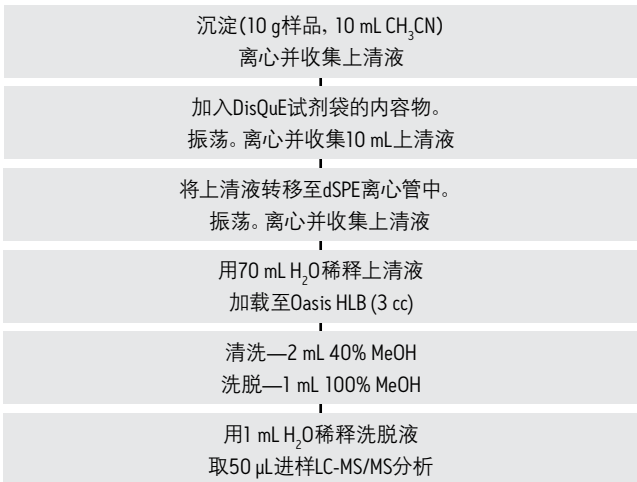 沉淀(10 g样品, 10 mL CH₃CN)
离心并收集上清液
加入DisQuE试剂袋的内容物。
振荡。离心并收集10 mL上清液
将上清液转移至dSPE离心管中。
振荡。离心并收集上清液
用70 mL H₂O稀释上清液
加载至Oasis HLB (3 cc)
清洗—2 mL 40% MeOH
洗脱—1 mL 100% MeOH
用1 mL H₂O稀释洗脱液
取50 µL进样LC-MS/MS分析